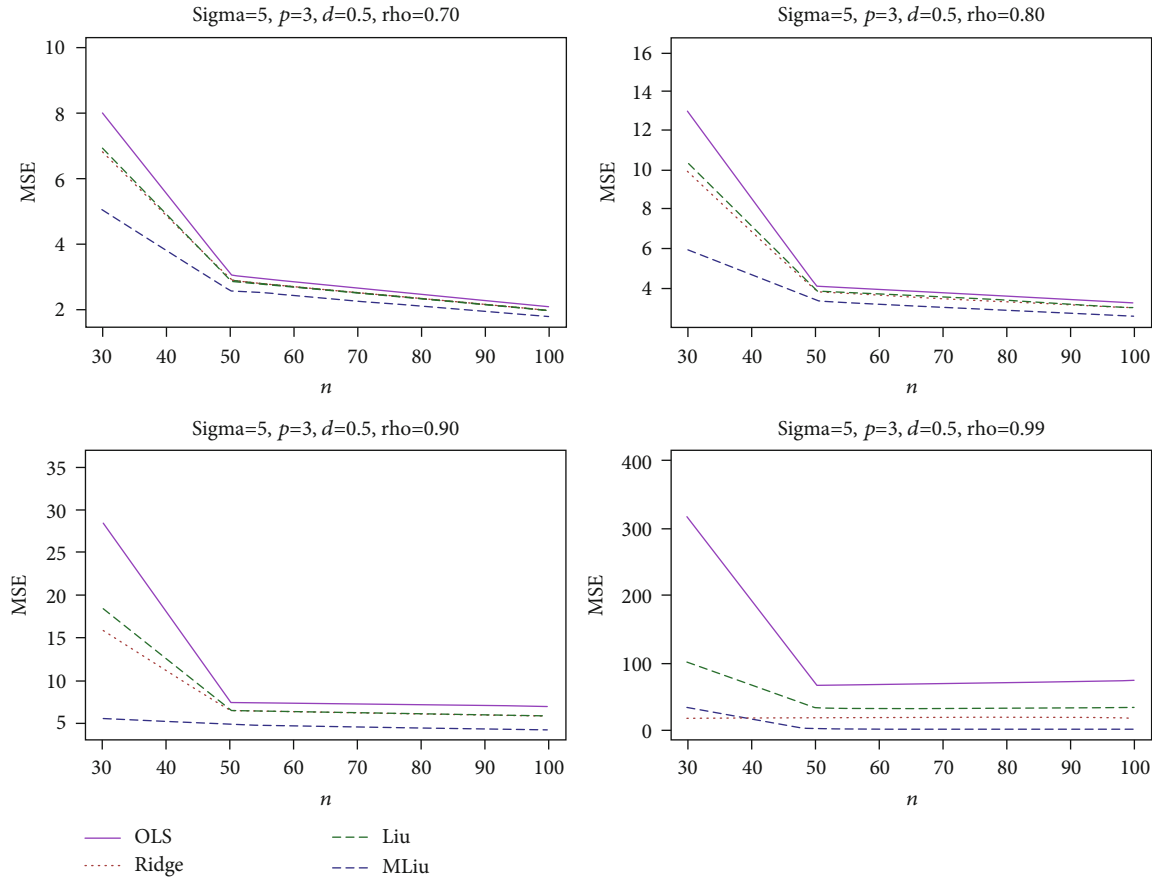 Sigma=5, p=3, d=0.5, rho=0.70
10
8
6
4
2
MSE
30 40 50 60 70 80 90 100
n
Sigma=5, p=3, d=0.5, rho=0.80
16
14
12
10
8
6
4
MSE
30 40 50 60 70 80 90 100
n
Sigma=5, p=3, d=0.5, rho=0.90
35
30
25
20
15
10
5
MSE
30 40 50 60 70 80 90 100
n
Sigma=5, p=3, d=0.5, rho=0.99
400
300
200
100
0
MSE
30 40 50 60 70 80 90 100
n
OLS
Ridge
Liu
MLiu